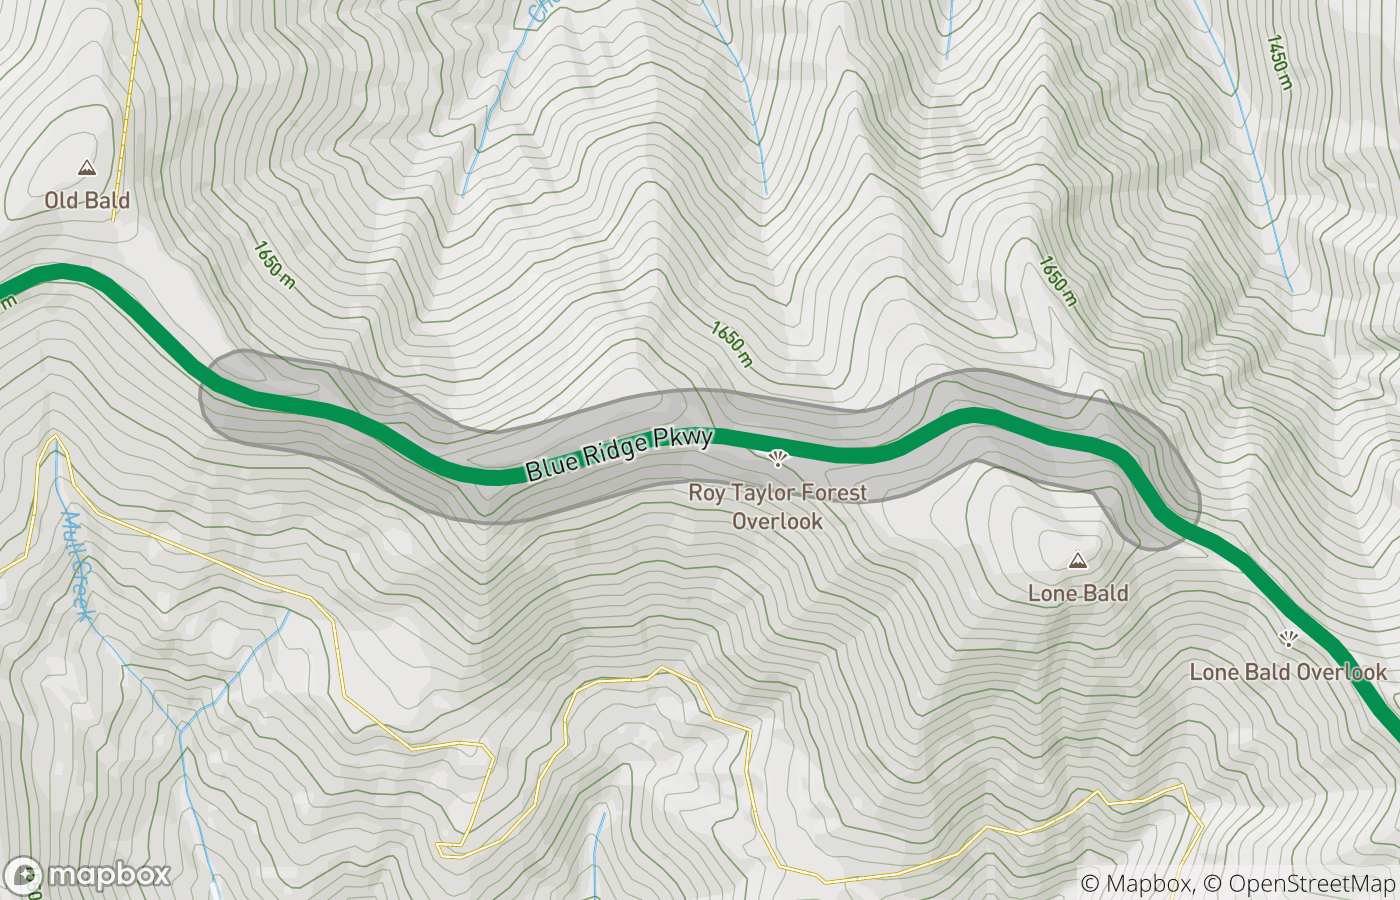 1450 m
Old Bald
1650 m
1650 m
m
1650 m
Blue Ridge Pkwy
Roy Taylor Forest
Overlook
Mull Creek
Lone Bald
Lone Bald Overlook
mapbox
© Mapbox, © OpenStreetMap